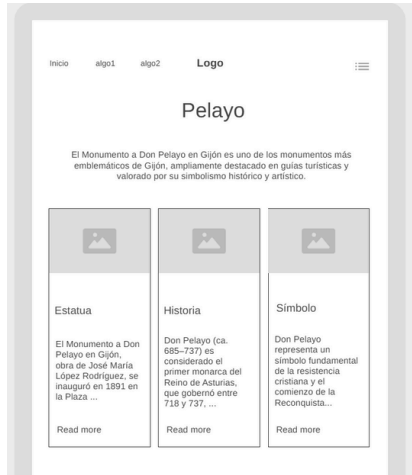 Inicio algo1 algo2 Logo
Pelayo
El Monumento a Don Pelayo en Gijón es uno de los monumentos más
emblemáticos de Gijón, ampliamente destacado en guías turísticas y
valorado por su simbolismo histórico y artístico.
Estatua
El Monumento a Don
Pelayo en Gijón,
obra de José María
López Rodríguez, se
inauguró en 1891 en
la Plaza ...
Read more
Historia
Don Pelayo (ca.
685–737) es
considerado el
primer monarca del
Reino de Asturias,
que gobernó entre
718 y 737, ...
Read more
Símbolo
Don Pelayo
representa un
símbolo fundamental
de la resistencia
cristiana y el
comienzo de la
Reconquista...
Read more